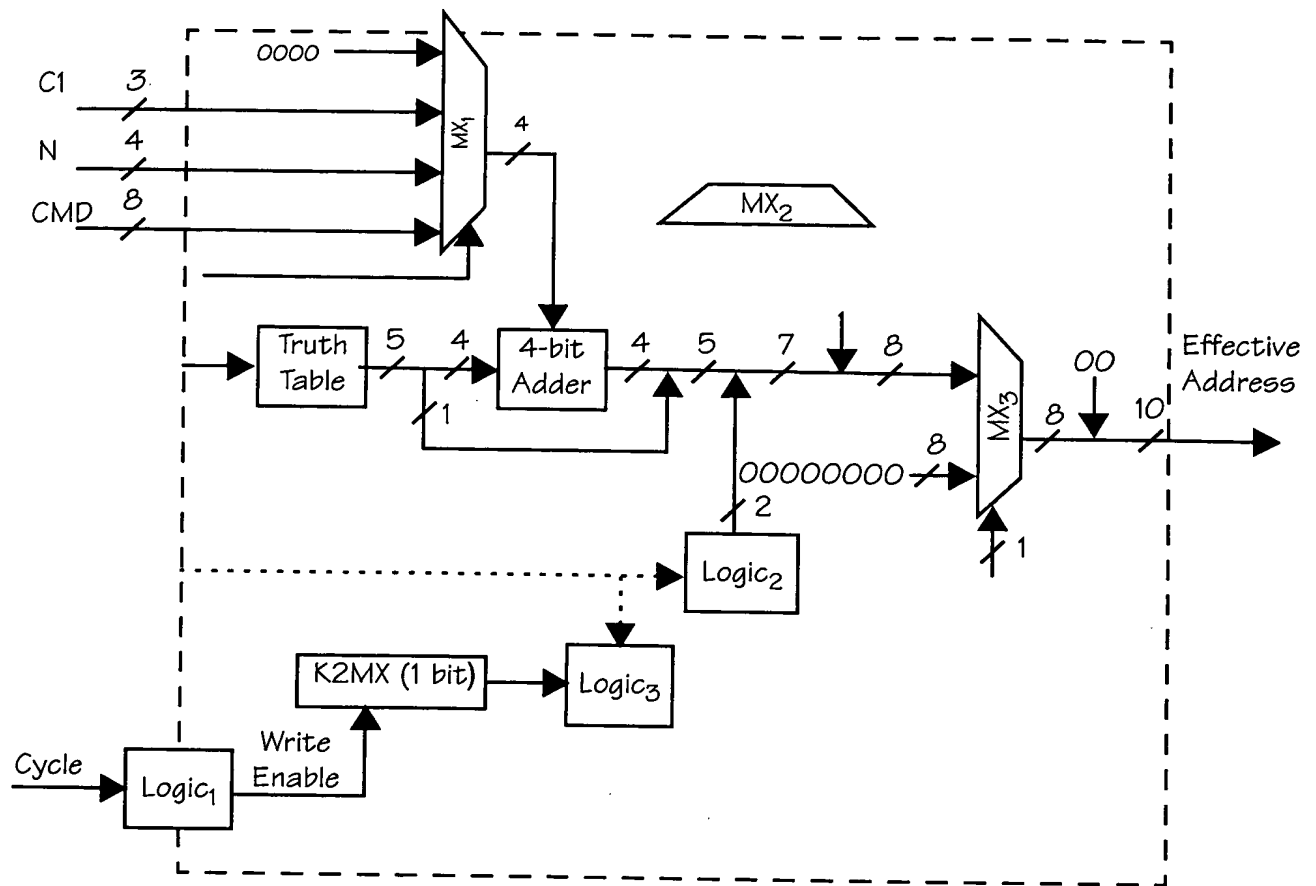 0000
C1
3
N
4
CMD
8
MX1
4
MX2
Truth
Table
5
4
1
4-bit
Adder
4
5
7
1
8
MX3
00
8
10
Effective
Address
00000000
8
1
2
Logic2
K2MX (1 bit)
Logic3
Cycle
Logic1
Write
Enable